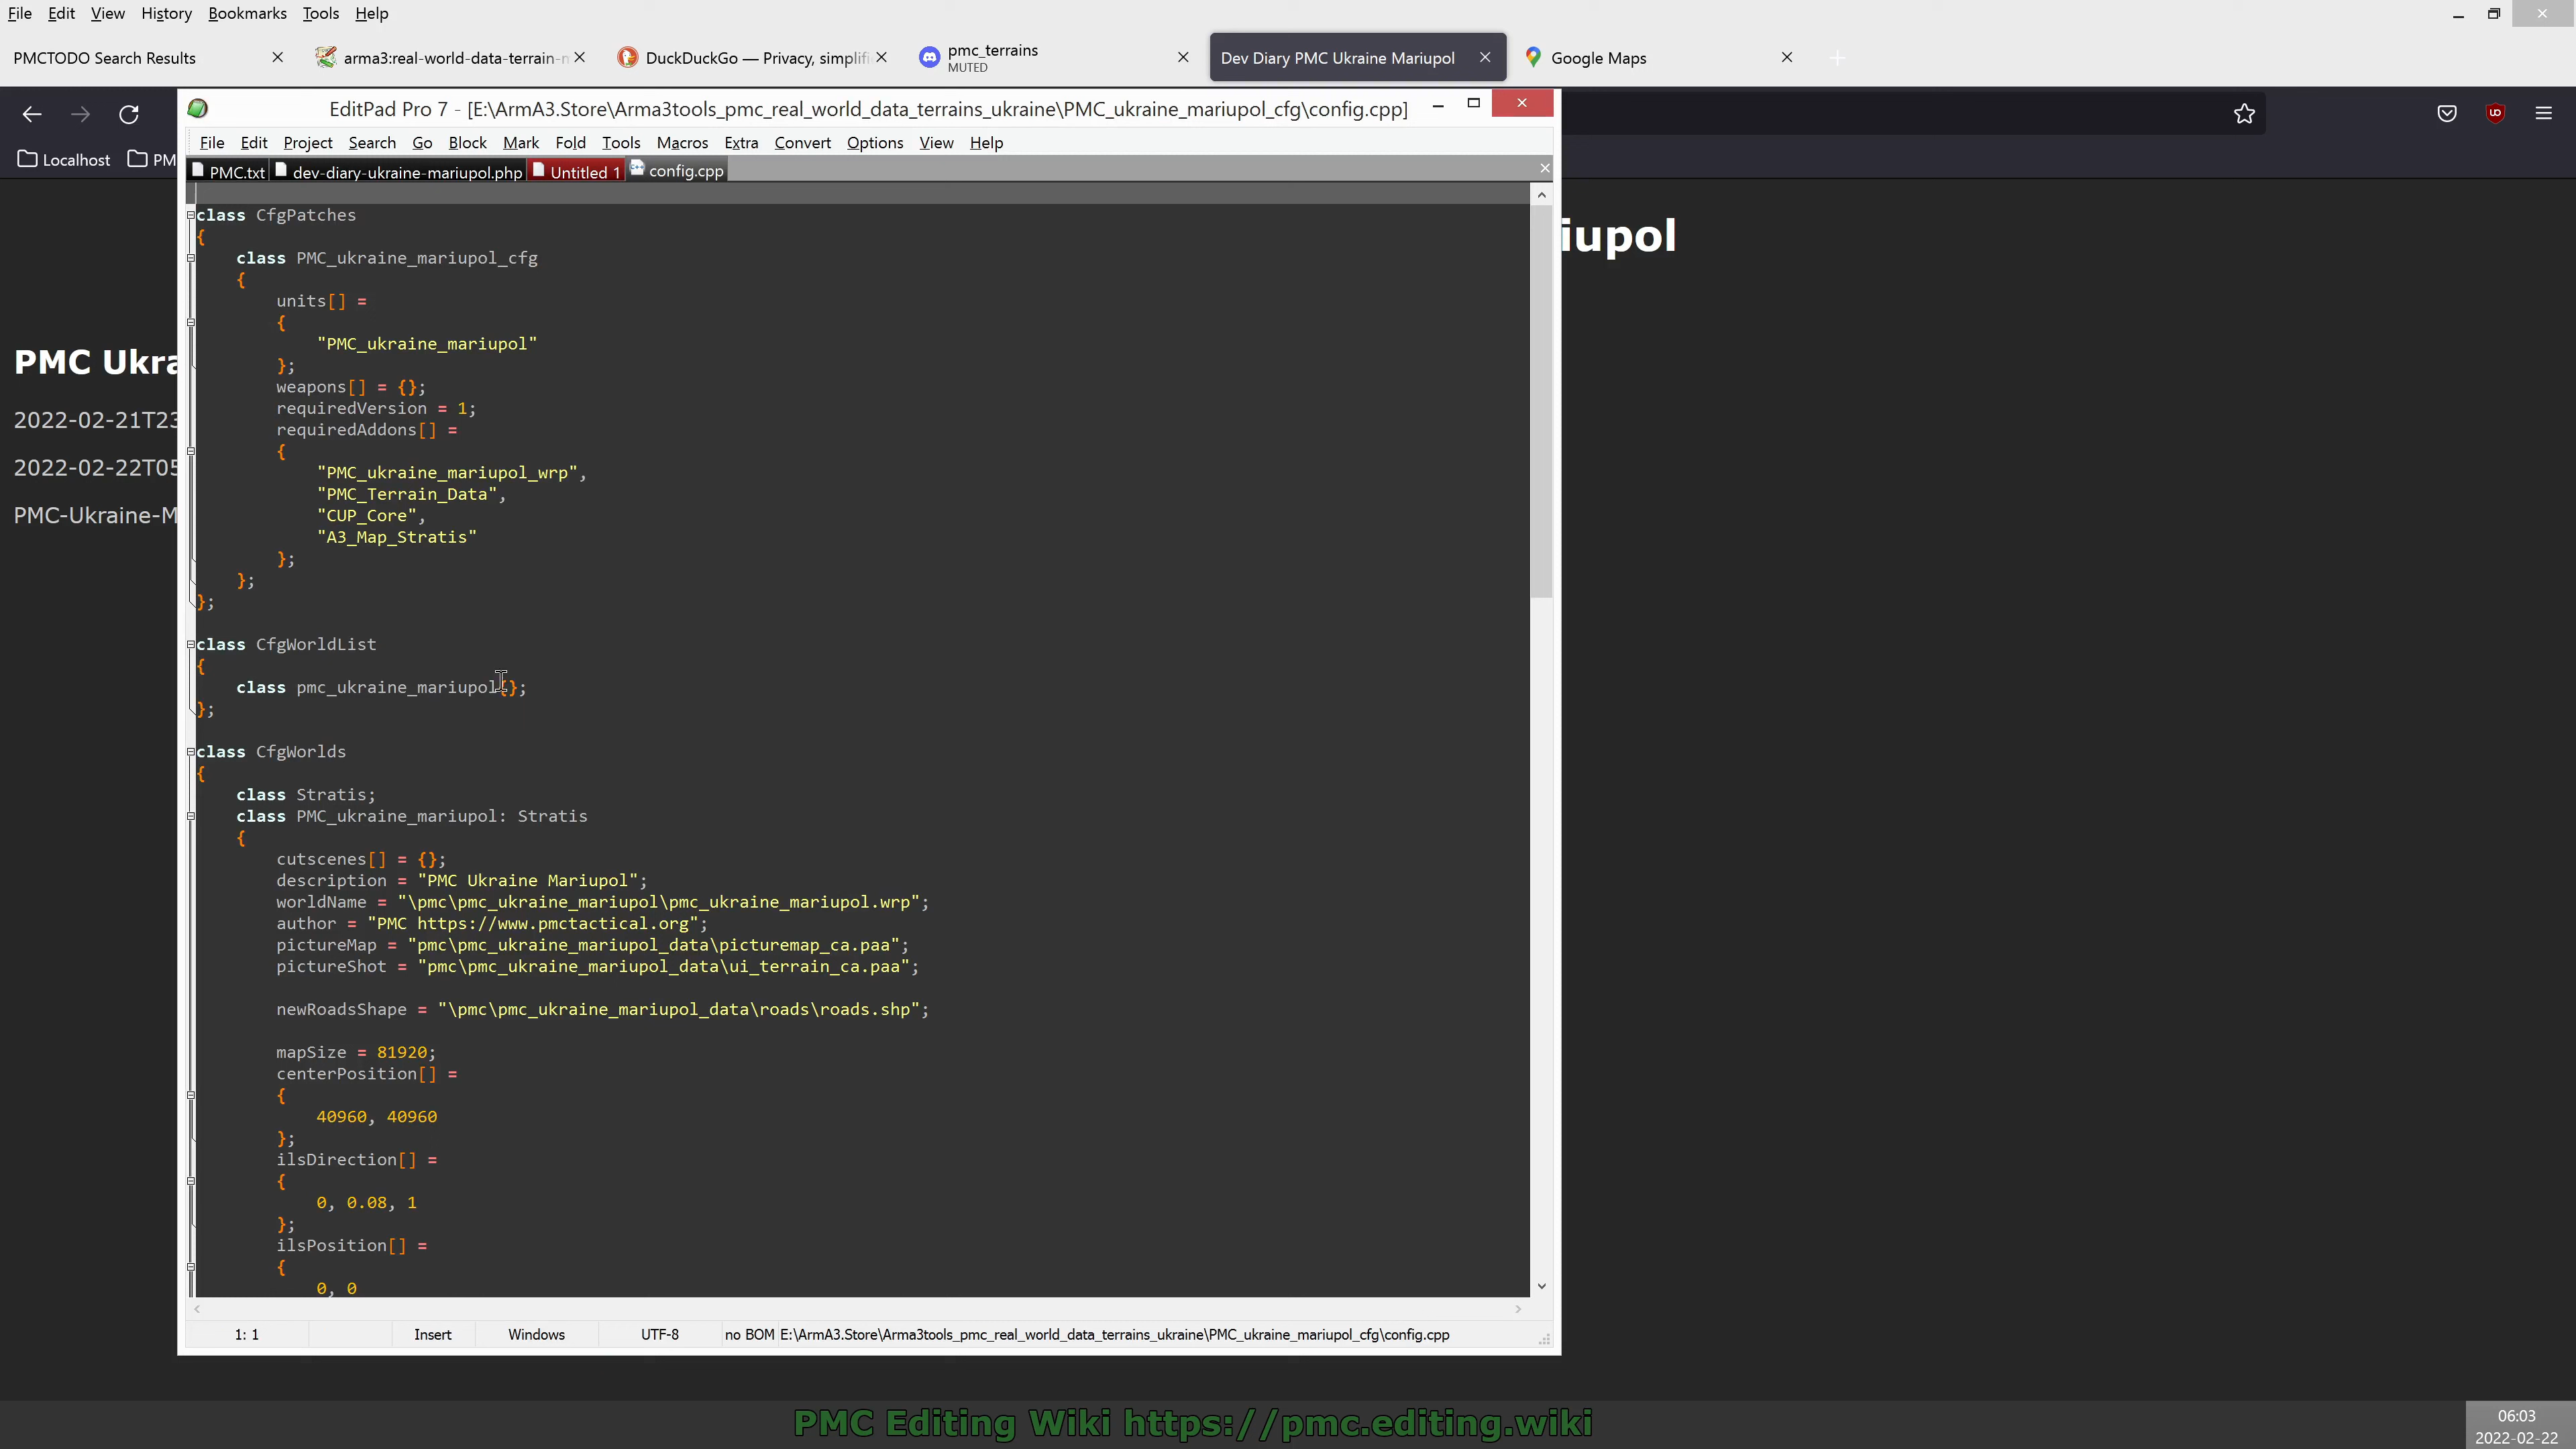 File Edit View History Bookmarks Tools Help
PMCTODO Search Results
arma3:real-world-data-terrain-
DuckDuckGo — Privacy, simplifi
pmc_terrains
MUTED
Dev Diary PMC Ukraine Mariupol
Google Maps
EditPad Pro 7 - [E:\ArmA3.Store\Arma3tools_pmc_real_world_data_terrains_ukraine\PMC_ukraine_mariupol_cfg\config.cpp]
File Edit Project Search Go Block Mark Fold Tools Macros Extra Convert Options View Help
Localhost PM
PMC.txt dev-diary-ukraine-mariupol.php Untitled 1 config.cpp
iupol
PMC Ukra
2022-02-21T23
2022-02-22T05
PMC-Ukraine-M
class CfgPatches
{
class PMC_ukraine_mariupol_cfg
{
units[] =
{
"PMC_ukraine_mariupol"
};
weapons[] = {};
requiredVersion = 1;
requiredAddons[] =
{
"PMC_ukraine_mariupol_wrp",
"PMC_Terrain_Data",
"CUP_Core",
"A3_Map_Stratis"
};
};
};
class CfgWorldList
{
class pmc_ukraine_mariupol{};
};
class CfgWorlds
{
class Stratis;
class PMC_ukraine_mariupol: Stratis
{
cutscenes[] = {};
description = "PMC Ukraine Mariupol";
worldName = "\pmc\pmc_ukraine_mariupol\pmc_ukraine_mariupol.wrp";
author = "PMC https://www.pmctactical.org";
pictureMap = "pmc\pmc_ukraine_mariupol_data\picturemap_ca.paa";
pictureShot = "pmc\pmc_ukraine_mariupol_data\ui_terrain_ca.paa";
newRoadsShape = "\pmc\pmc_ukraine_mariupol_data\roads\roads.shp";
mapSize = 81920;
centerPosition[] =
{
40960, 40960
};
ilsDirection[] =
{
0, 0.08, 1
};
ilsPosition[] =
{
0, 0
1: 1 Insert Windows UTF-8 no BOM E:\ArmA3.Store\Arma3tools_pmc_real_world_data_terrains_ukraine\PMC_ukraine_mariupol_cfg\config.cpp
PMC Editing Wiki https://pmc.editing.wiki
06:03
2022-02-22